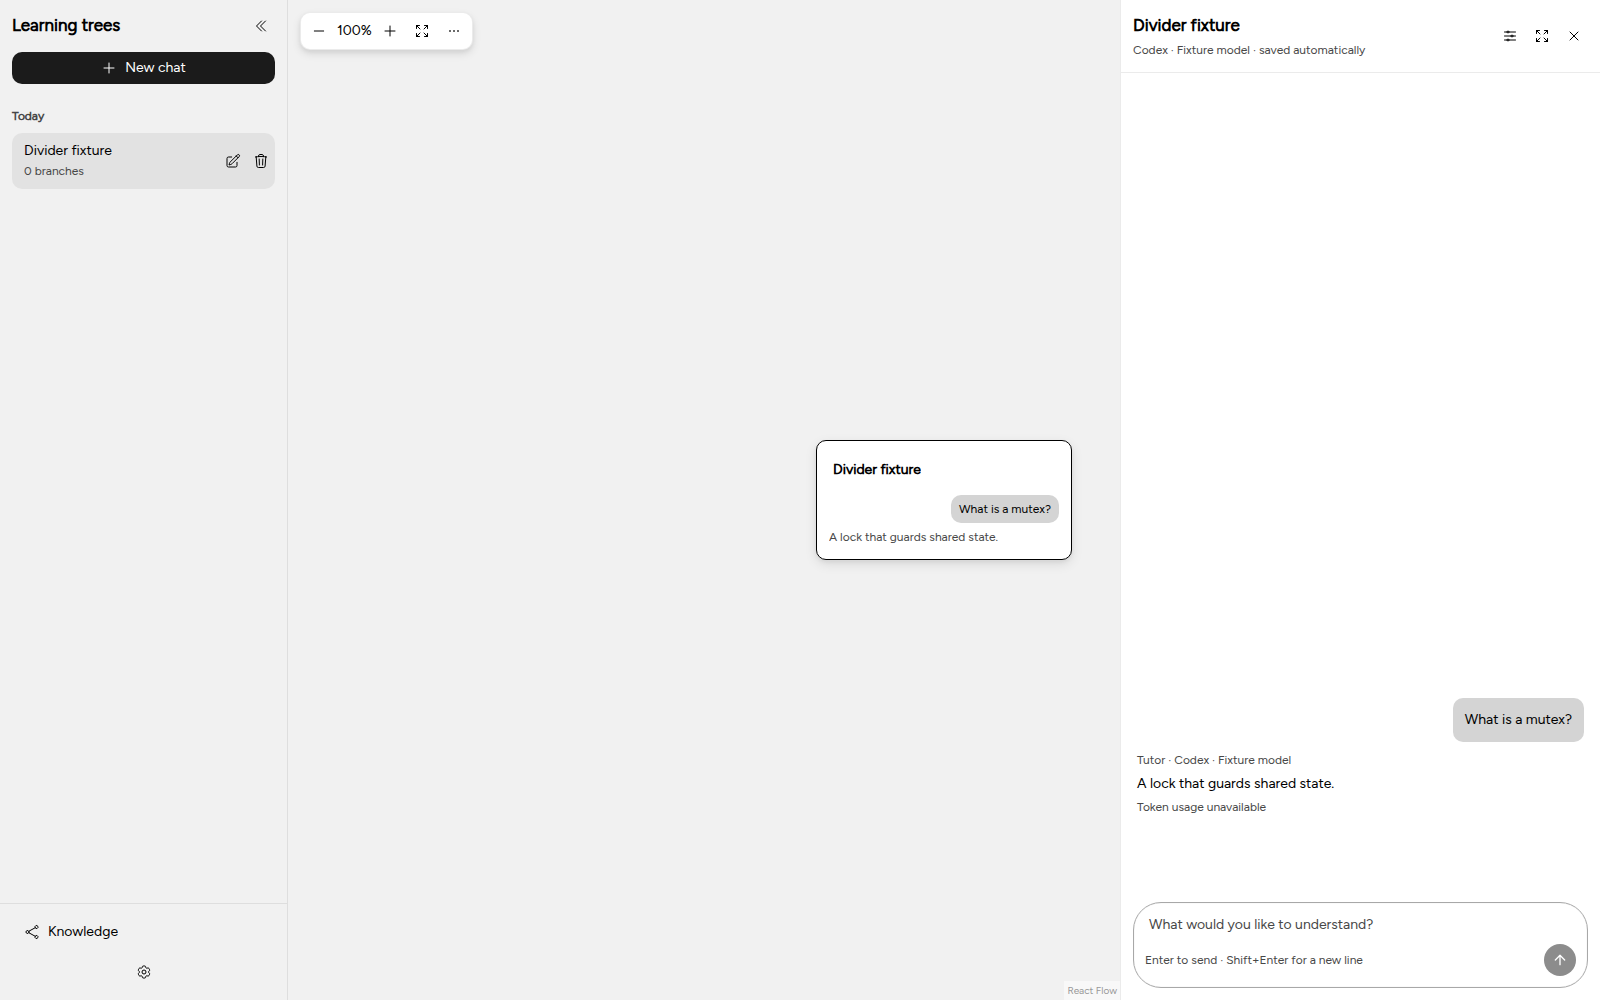 Learning trees
New chat
Today
Divider fixture
0 branches
Knowledge
100%
Divider fixture
What is a mutex?
A lock that guards shared state.
React Flow
Divider fixture
Codex · Fixture model · saved automatically
What is a mutex?
Tutor · Codex · Fixture model
A lock that guards shared state.
Token usage unavailable
What would you like to understand?
Enter to send · Shift+Enter for a new line